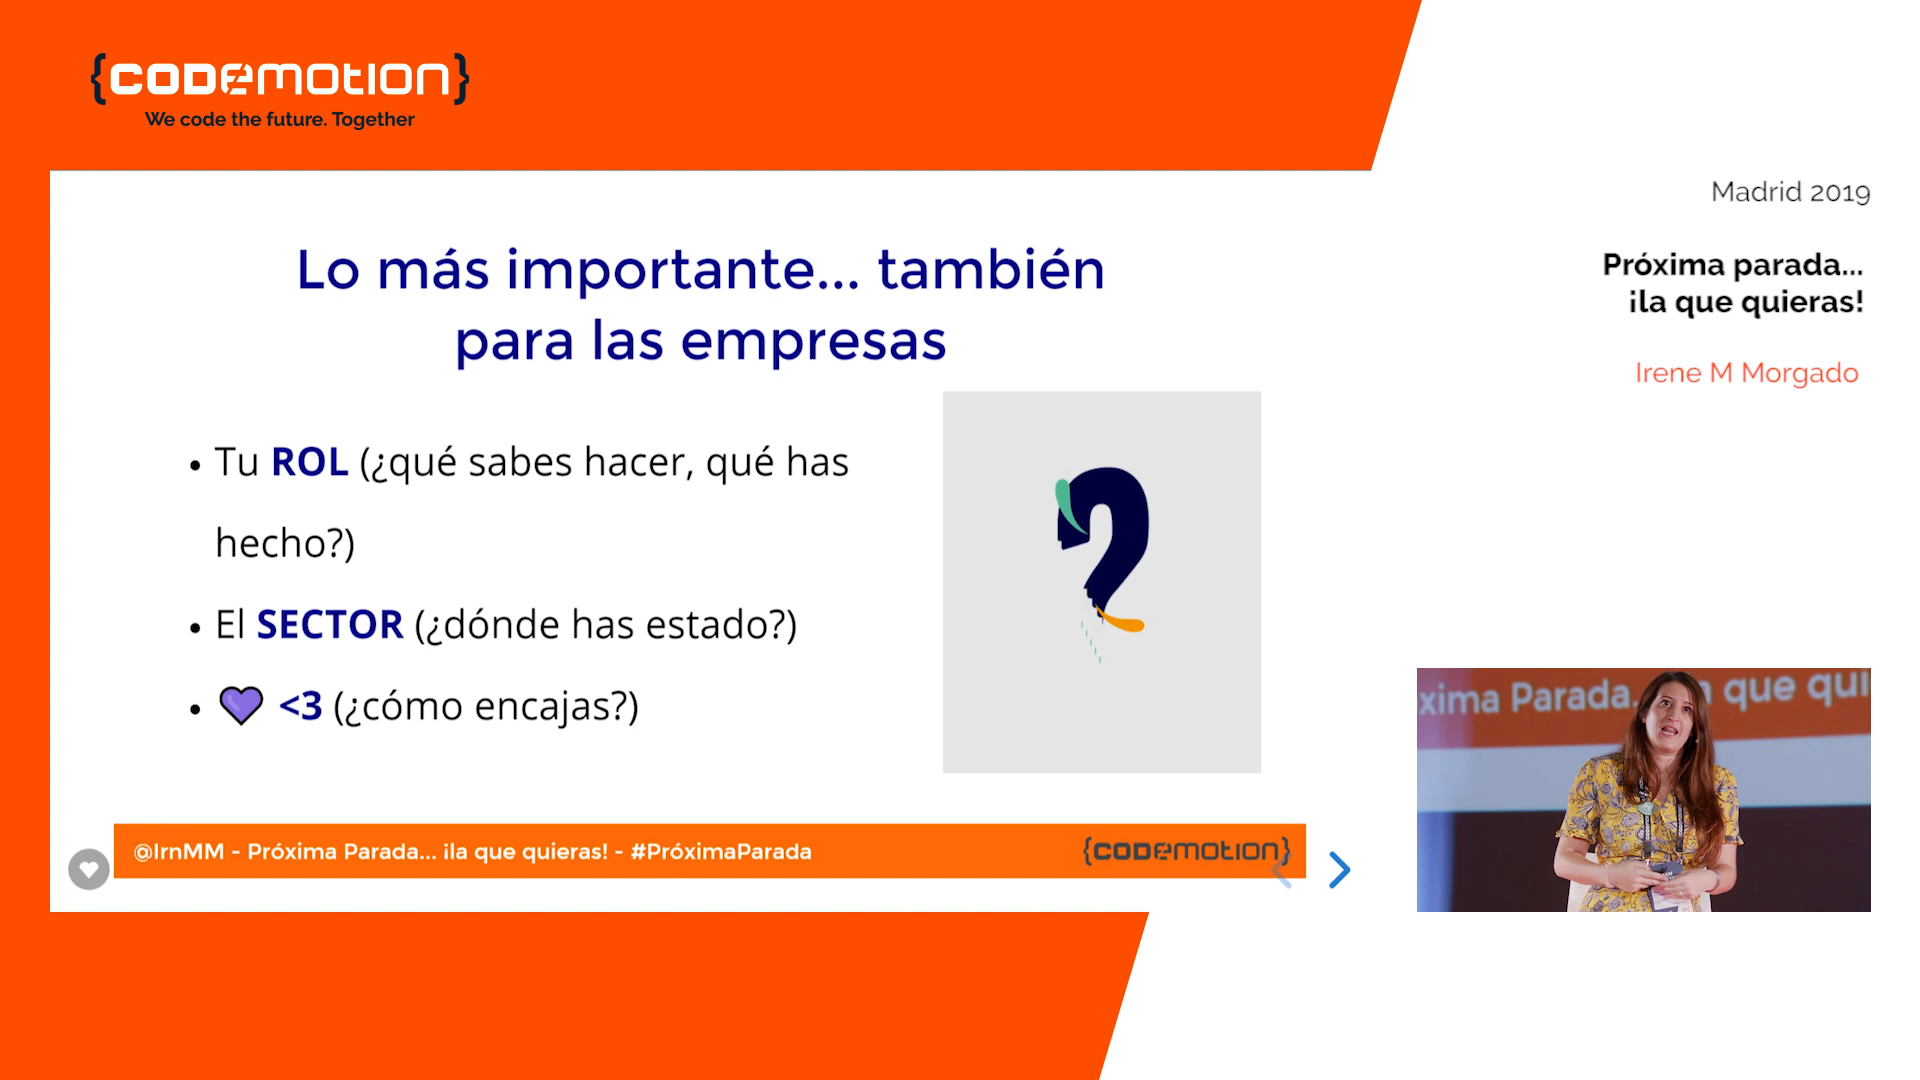 {codemotion}
We code the future. Together
Madrid 2019
Próxima parada...
¡la que quieras!
Irene M Morgado
Lo más importante... también
para las empresas
• Tu ROL (¿qué sabes hacer, qué has
hecho?)
• El SECTOR (¿dónde has estado?)
• 💜 <3 (¿cómo encajas?)
@IrnMM - Próxima Parada... ¡la que quieras! - #PróximaParada
{codemotion}
xima Parada... que qui